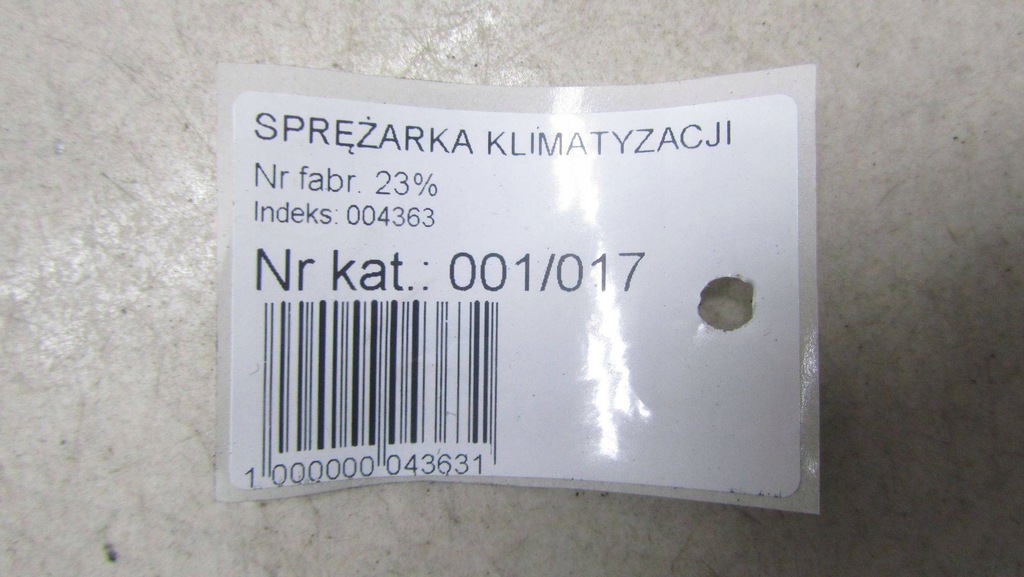 SPRĘŻARKA KLIMATYZACJI
Nr fabr. 23%
Indeks: 004363
Nr kat.: 001/017
1 000000 043631